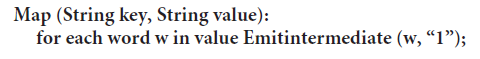 Map (String key, String value):
for each word w in value Emitintermediate (w, “1”);